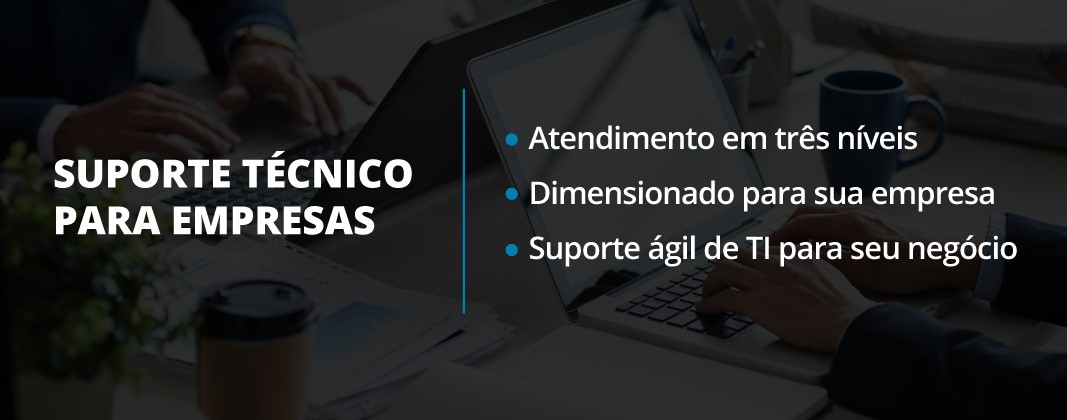 SUPORTE TÉCNICO
PARA EMPRESAS
Atendimento em três níveis
Dimensionado para sua empresa
Suporte ágil de TI para seu negócio